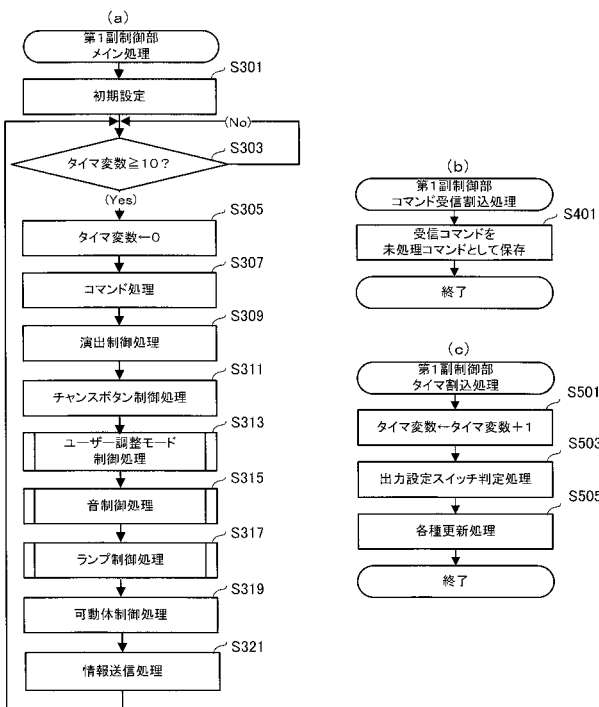 (a)
第1副制御部
メイン処理
S301
初期設定
(No)
S303
タイマ変数≧10?
(Yes)
S305
タイマ変数←0
S307
コマンド処理
S309
演出制御処理
S311
チャンスボタン制御処理
S313
ユーザー調整モード
制御処理
S315
音制御処理
S317
ランプ制御処理
S319
可動体制御処理
S321
情報送信処理
(b)
第1副制御部
コマンド受信割込処理
S401
受信コマンドを
未処理コマンドとして保存
終了
(c)
第1副制御部
タイマ割込処理
S501
タイマ変数←タイマ変数+1
S503
出力設定スイッチ判定処理
S505
各種更新処理
終了